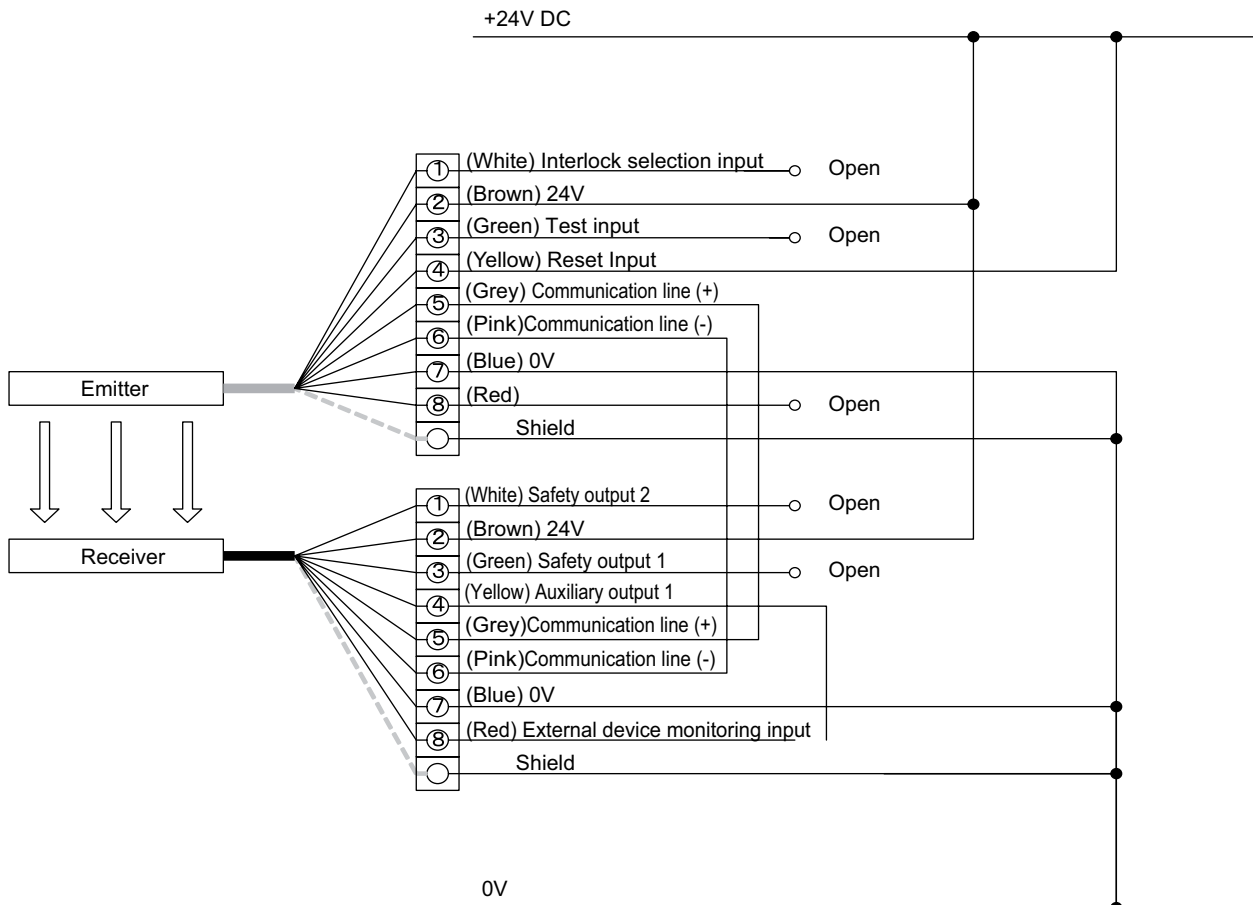 +24V DC
① (White) Interlock selection input Open
② (Brown) 24V
③ (Green) Test input Open
④ (Yellow) Reset Input
⑤ (Grey) Communication line (+)
⑥ (Pink)Communication line (-)
⑦ (Blue) 0V
Emitter
⑧ (Red) Open
Shield
① (White) Safety output 2 Open
② (Brown) 24V
Receiver
③ (Green) Safety output 1 Open
④ (Yellow) Auxiliary output 1
⑤ (Grey)Communication line (+)
⑥ (Pink)Communication line (-)
⑦ (Blue) 0V
⑧ (Red) External device monitoring input
Shield
0V